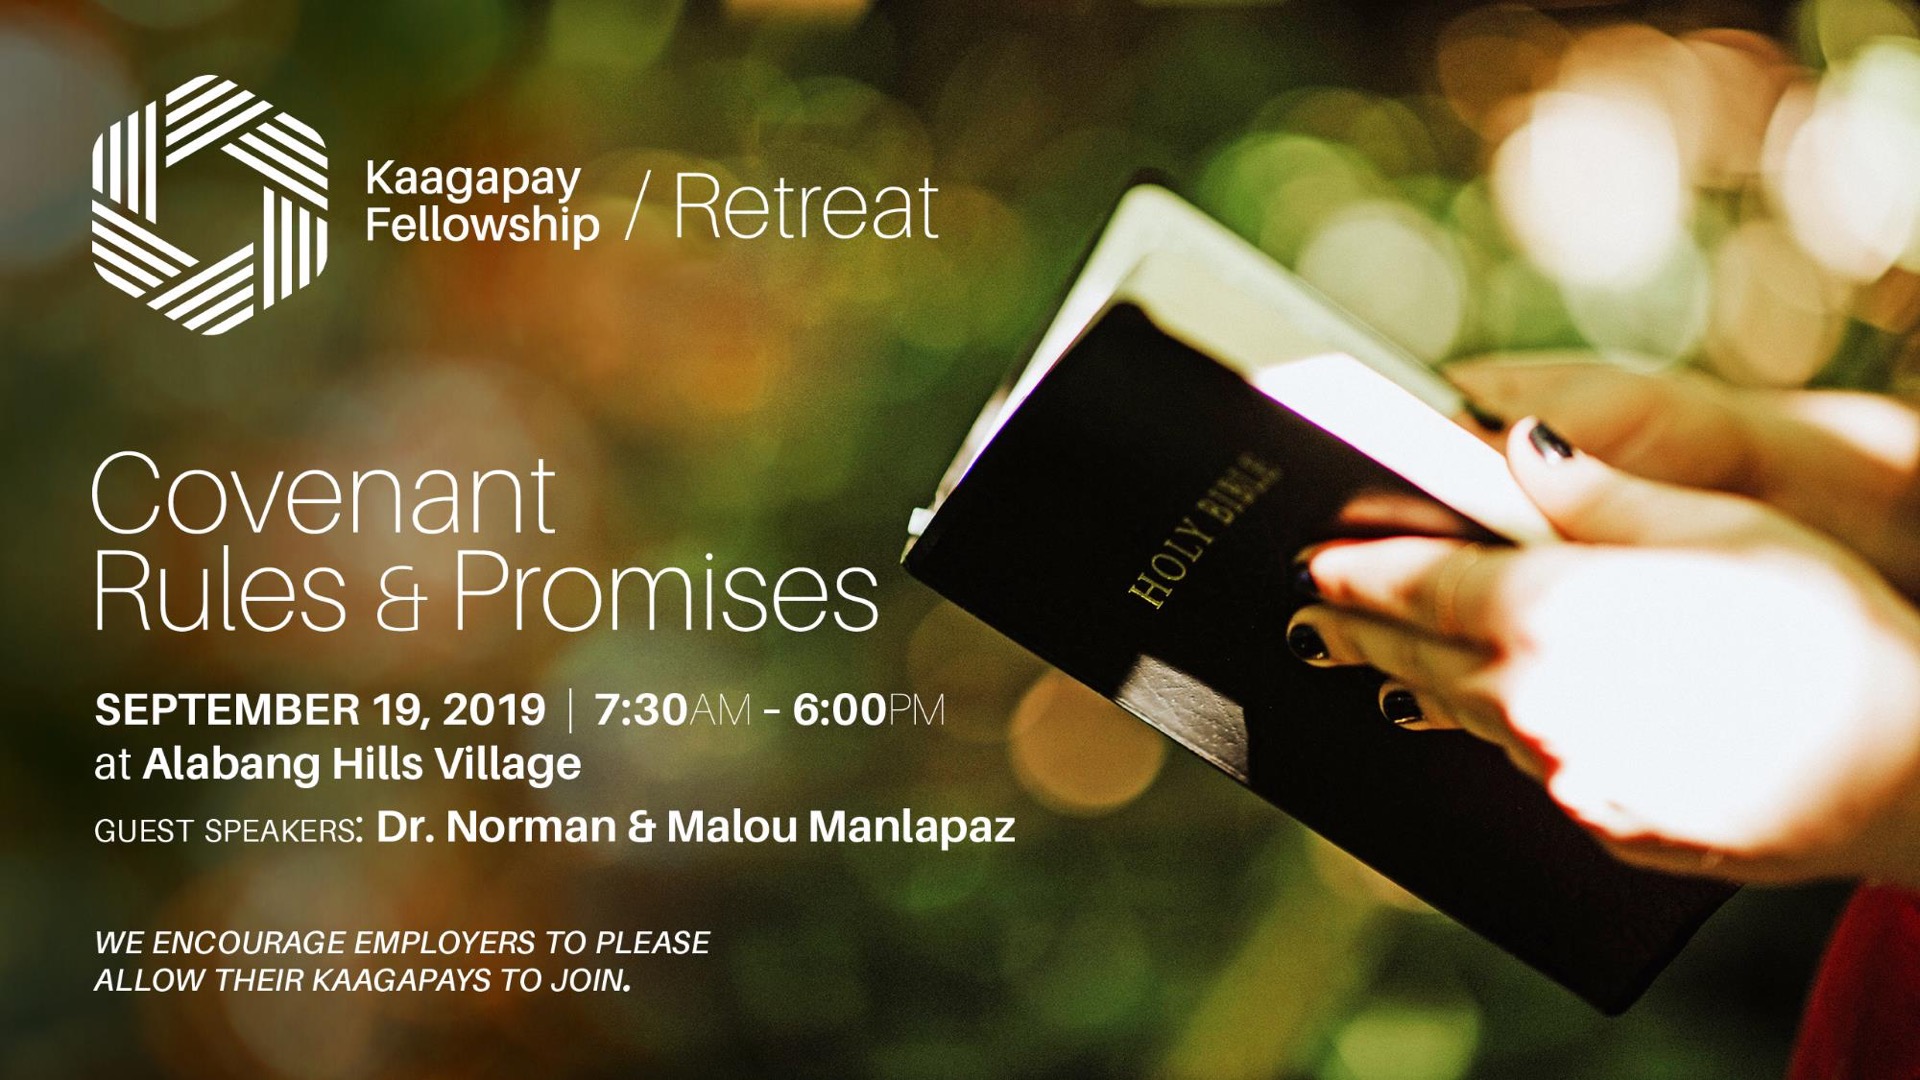 Kaagapay
Fellowship / Retreat
Covenant
Rules & Promises
SEPTEMBER 19, 2019 | 7:30AM – 6:00PM
at Alabang Hills Village
GUEST SPEAKERS: Dr. Norman & Malou Manlapaz
WE ENCOURAGE EMPLOYERS TO PLEASE
ALLOW THEIR KAAGAPAYS TO JOIN.
HOLY BIBLE